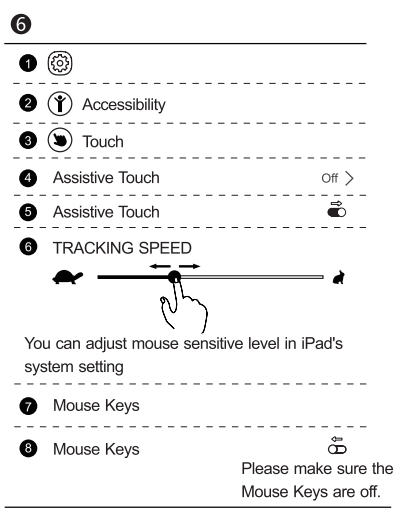 6
1
2 Accessibility
3 Touch
4 Assistive Touch Off >
5 Assistive Touch
6 TRACKING SPEED
You can adjust mouse sensitive level in iPad's
system setting
7 Mouse Keys
8 Mouse Keys
Please make sure the
Mouse Keys are off.